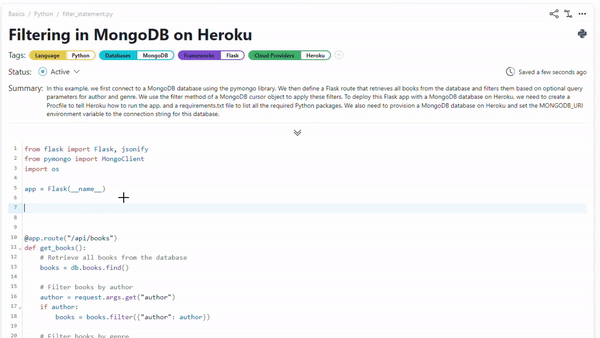 Basics / Python / filter_statement.py
Filtering in MongoDB on Heroku
Tags: Language Python Databases MongoDB Frameworks Flask Cloud Providers Heroku
Status: Active
Saved a few seconds ago
Summary: In this example, we first connect to a MongoDB database using the pymongo library. We then define a Flask route that retrieves all books from the database and filters them based on optional query
parameters for author and genre. We use the filter method of a MongoDB cursor object to apply these filters. To deploy this Flask app with a MongoDB database on Heroku, we need to create a
Procfile to tell Heroku how to run the app, and a requirements.txt file to list all the required Python packages. We also need to provision a MongoDB database on Heroku and set the MONGODB_URI
environment variable to the connection string for this database.
1 from flask import Flask, jsonify
2 from pymongo import MongoClient
3 import os
4
5 app = Flask(__name__)
6
7
8
9
10 @app.route("/api/books")
11 def get_books():
12 # Retrieve all books from the database
13 books = db.books.find()
14
15 # Filter books by author
16 author = request.args.get("author")
17 if author:
18 books = books.filter({"author": author})
19
20 # Filter books by genre